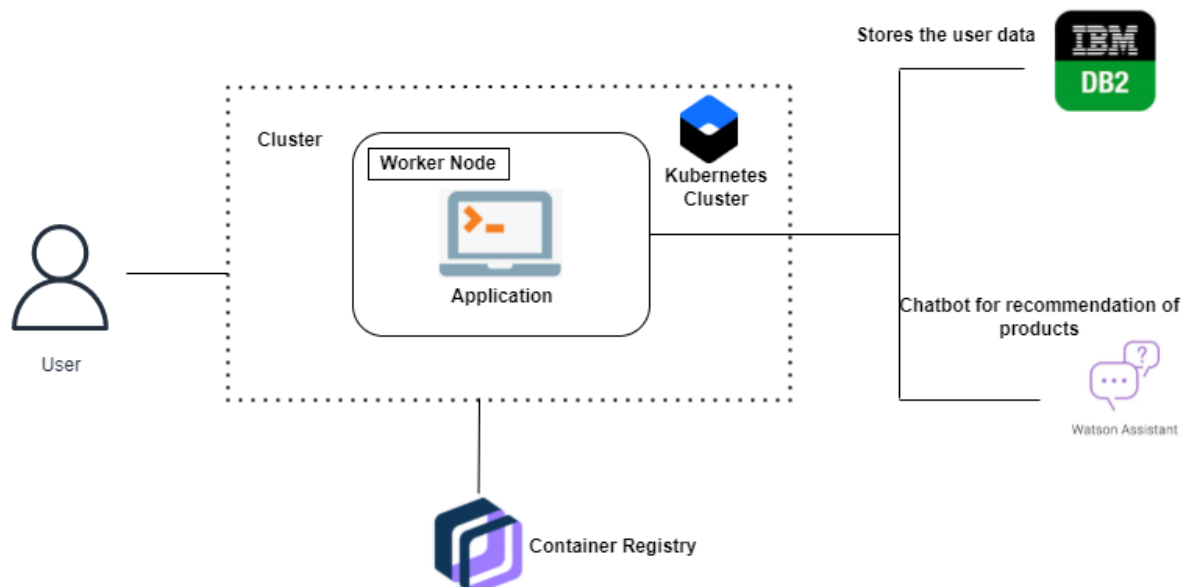 Stores the user data
IBM
DB2
Cluster
Worker Node
Kubernetes
Cluster
Application
User
Chatbot for recommendation of
products
?
Watson Assistant
Container Registry